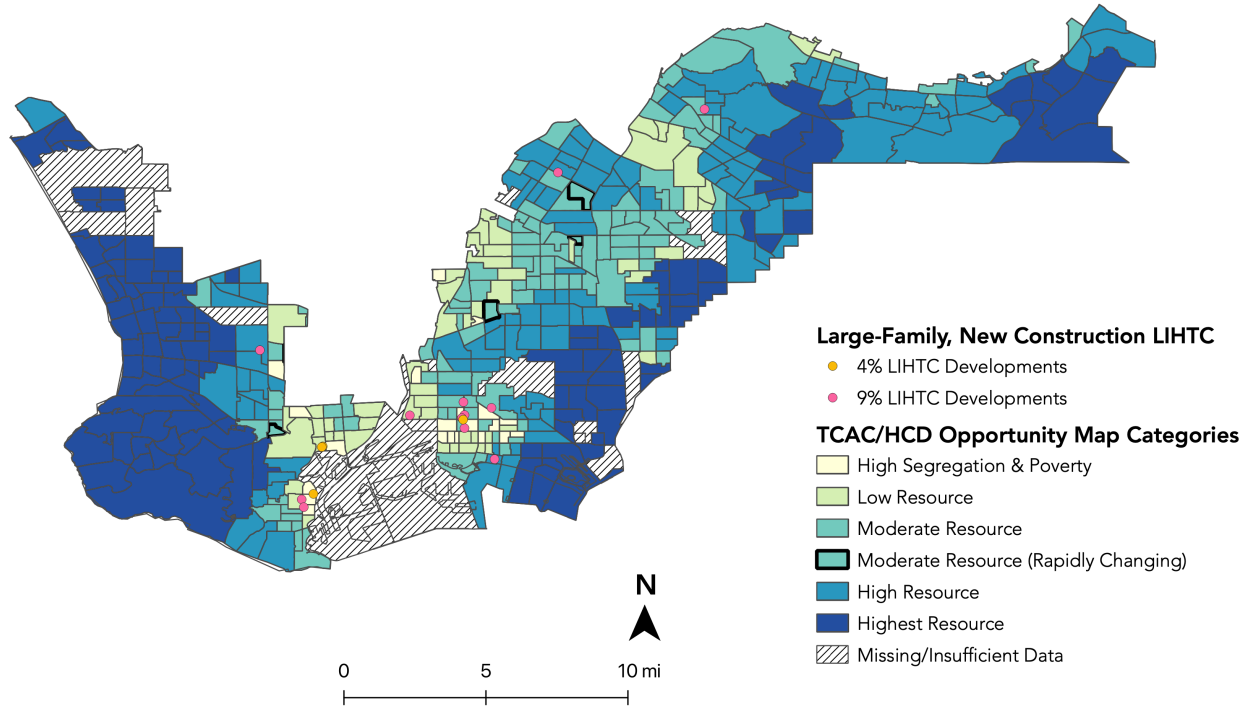 Large-Family, New Construction LIHTC
4% LIHTC Developments
9% LIHTC Developments
TCAC/HCD Opportunity Map Categories
High Segregation & Poverty
Low Resource
Moderate Resource
Moderate Resource (Rapidly Changing)
High Resource
Highest Resource
Missing/Insufficient Data
N
0 5 10 mi